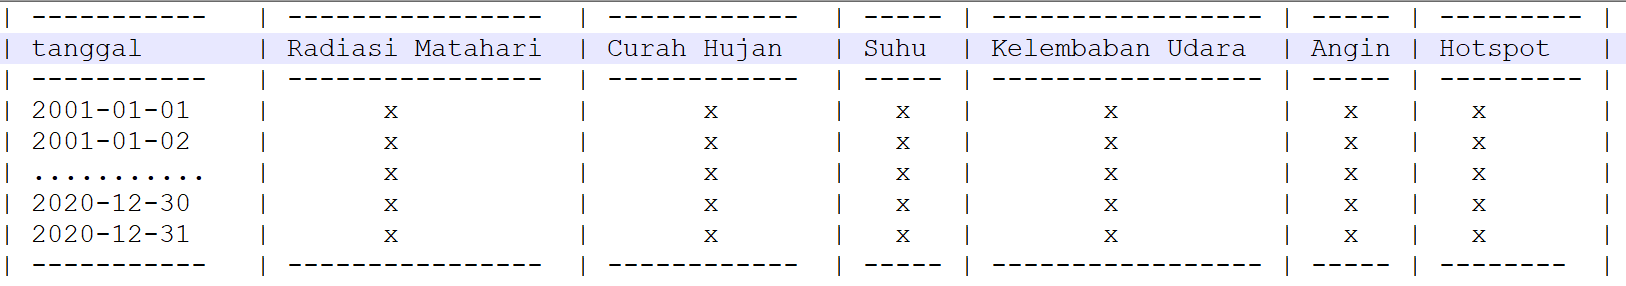 | ----------- | ---------------- | ------------ | ----- | ----------------- | ----- | --------- |
| tanggal | Radiasi Matahari | Curah Hujan | Suhu | Kelembaban Udara | Angin | Hotspot |
| ----------- | ---------------- | ------------ | ----- | ----------------- | ----- | --------- |
| 2001-01-01 | x | x | x | x | x | x |
| 2001-01-02 | x | x | x | x | x | x |
| ........... | x | x | x | x | x | x |
| 2020-12-30 | x | x | x | x | x | x |
| 2020-12-31 | x | x | x | x | x | x |
| ----------- | ---------------- | ------------ | ----- | ----------------- | ----- | -------- |